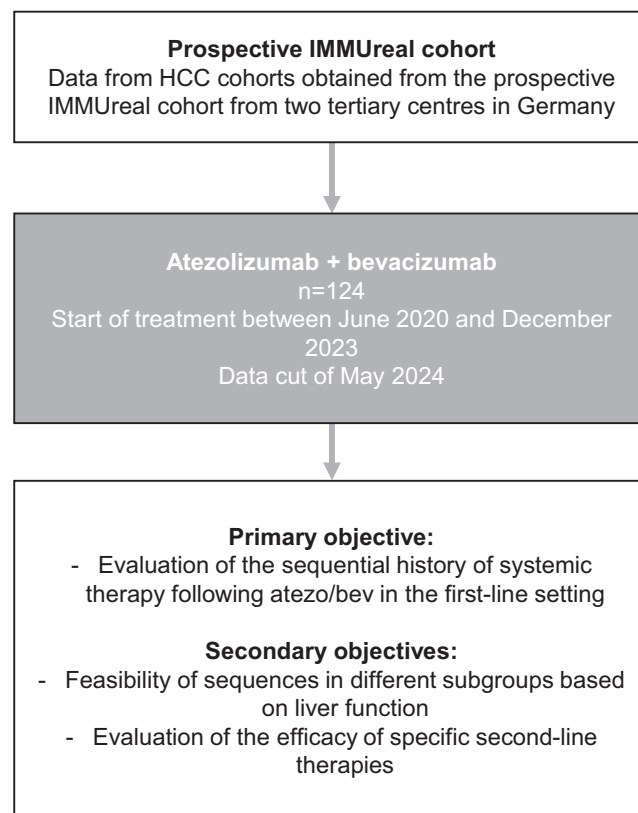 Prospective IMMUreal cohort
Data from HCC cohorts obtained from the prospective
IMMUreal cohort from two tertiary centres in Germany
Atezolizumab + bevacizumab
n=124
Start of treatment between June 2020 and December
2023
Data cut of May 2024
Primary objective:
- Evaluation of the sequential history of systemic
therapy following atezo/bev in the first-line setting
Secondary objectives:
- Feasibility of sequences in different subgroups based
on liver function
- Evaluation of the efficacy of specific second-line
therapies